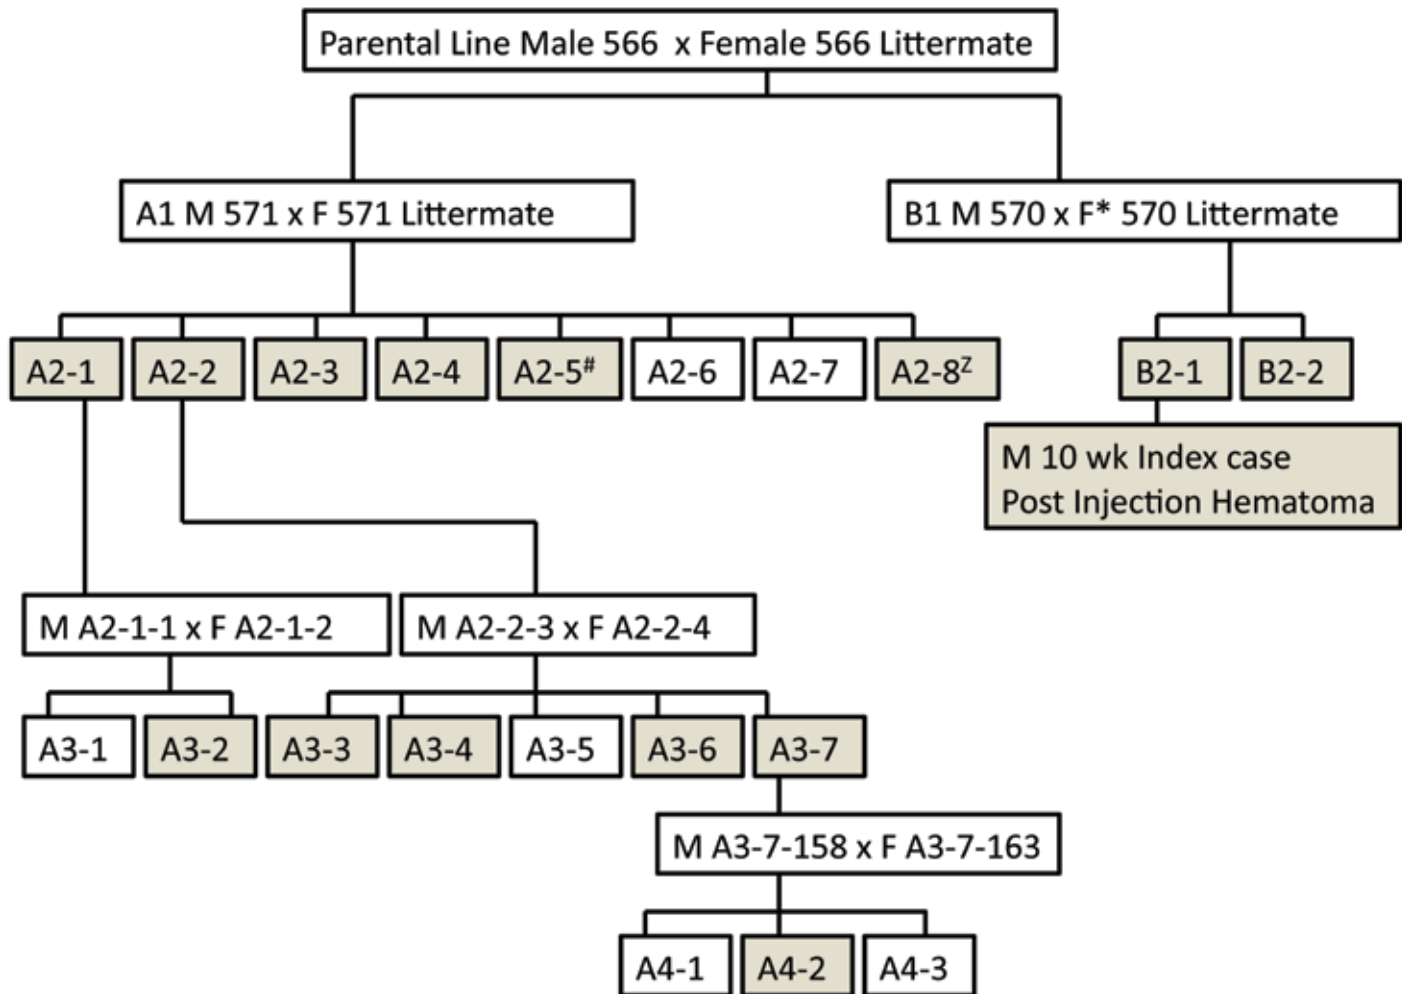 Parental Line Male 566 x Female 566 Littermate
A1 M 571 x F 571 Littermate
B1 M 570 x F* 570 Littermate
A2-1
A2-2
A2-3
A2-4
A2-5#
A2-6
A2-7
A2-8Z
B2-1
B2-2
M 10 wk Index case
Post Injection Hematoma
M A2-1-1 x F A2-1-2
M A2-2-3 x F A2-2-4
A3-1
A3-2
A3-3
A3-4
A3-5
A3-6
A3-7
M A3-7-158 x F A3-7-163
A4-1
A4-2
A4-3